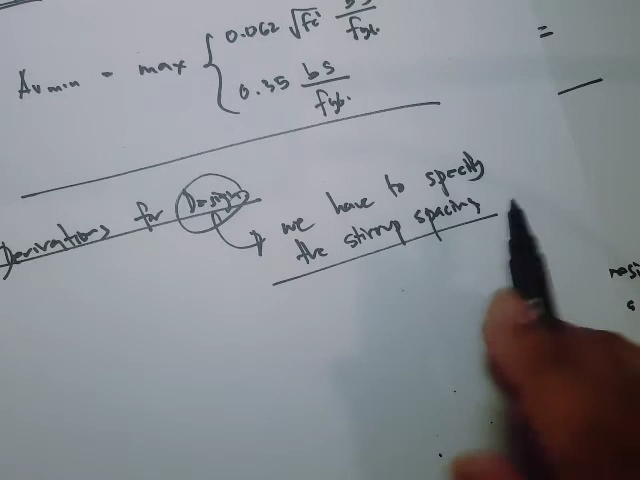 0.062 √fc' bs/fyt.
Av min = max {
0.35 bs/fyt.
=
Derivations for Design
we have to specify
the stirrup spacing